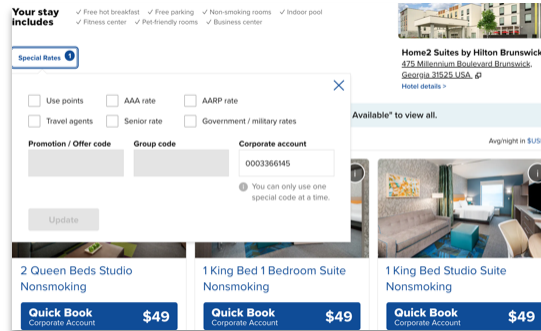 Your stay
includes
✓ Free hot breakfast ✓ Free parking ✓ Non-smoking rooms ✓ Indoor pool
✓ Fitness center ✓ Pet-friendly rooms ✓ Business center
Special Rates 1
Home2 Suites by Hilton Brunswick
475 Millennium Boulevard Brunswick,
Georgia 31525 USA
Hotel details >
Use points AAA rate AARP rate
Travel agents Senior rate Government / military rates
Available" to view all.
Promotion / Offer code Group code Corporate account
0003366145
Avg/night in $US
You can only use one
special code at a time.
Update
2 Queen Beds Studio
Nonsmoking
1 King Bed 1 Bedroom Suite
Nonsmoking
1 King Bed Studio Suite
Nonsmoking
Quick Book $49
Corporate Account
Quick Book $49
Corporate Account
Quick Book $49
Corporate Account